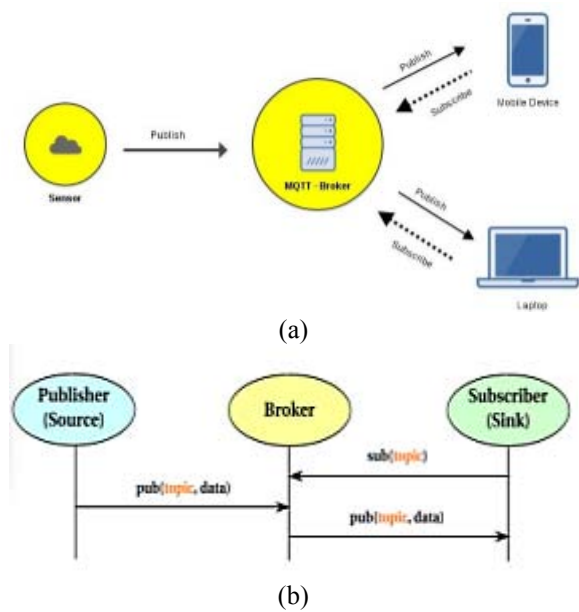 Publish
Mobile Device
Subscribe
Publish
Sensor
MQTT - Broker
Publish
Subscribe
Laptop
(a)
Publisher
(Source)
Broker
Subscriber
(Sink)
sub(topic)
pub(topic, data)
pub(topic, data)
(b)